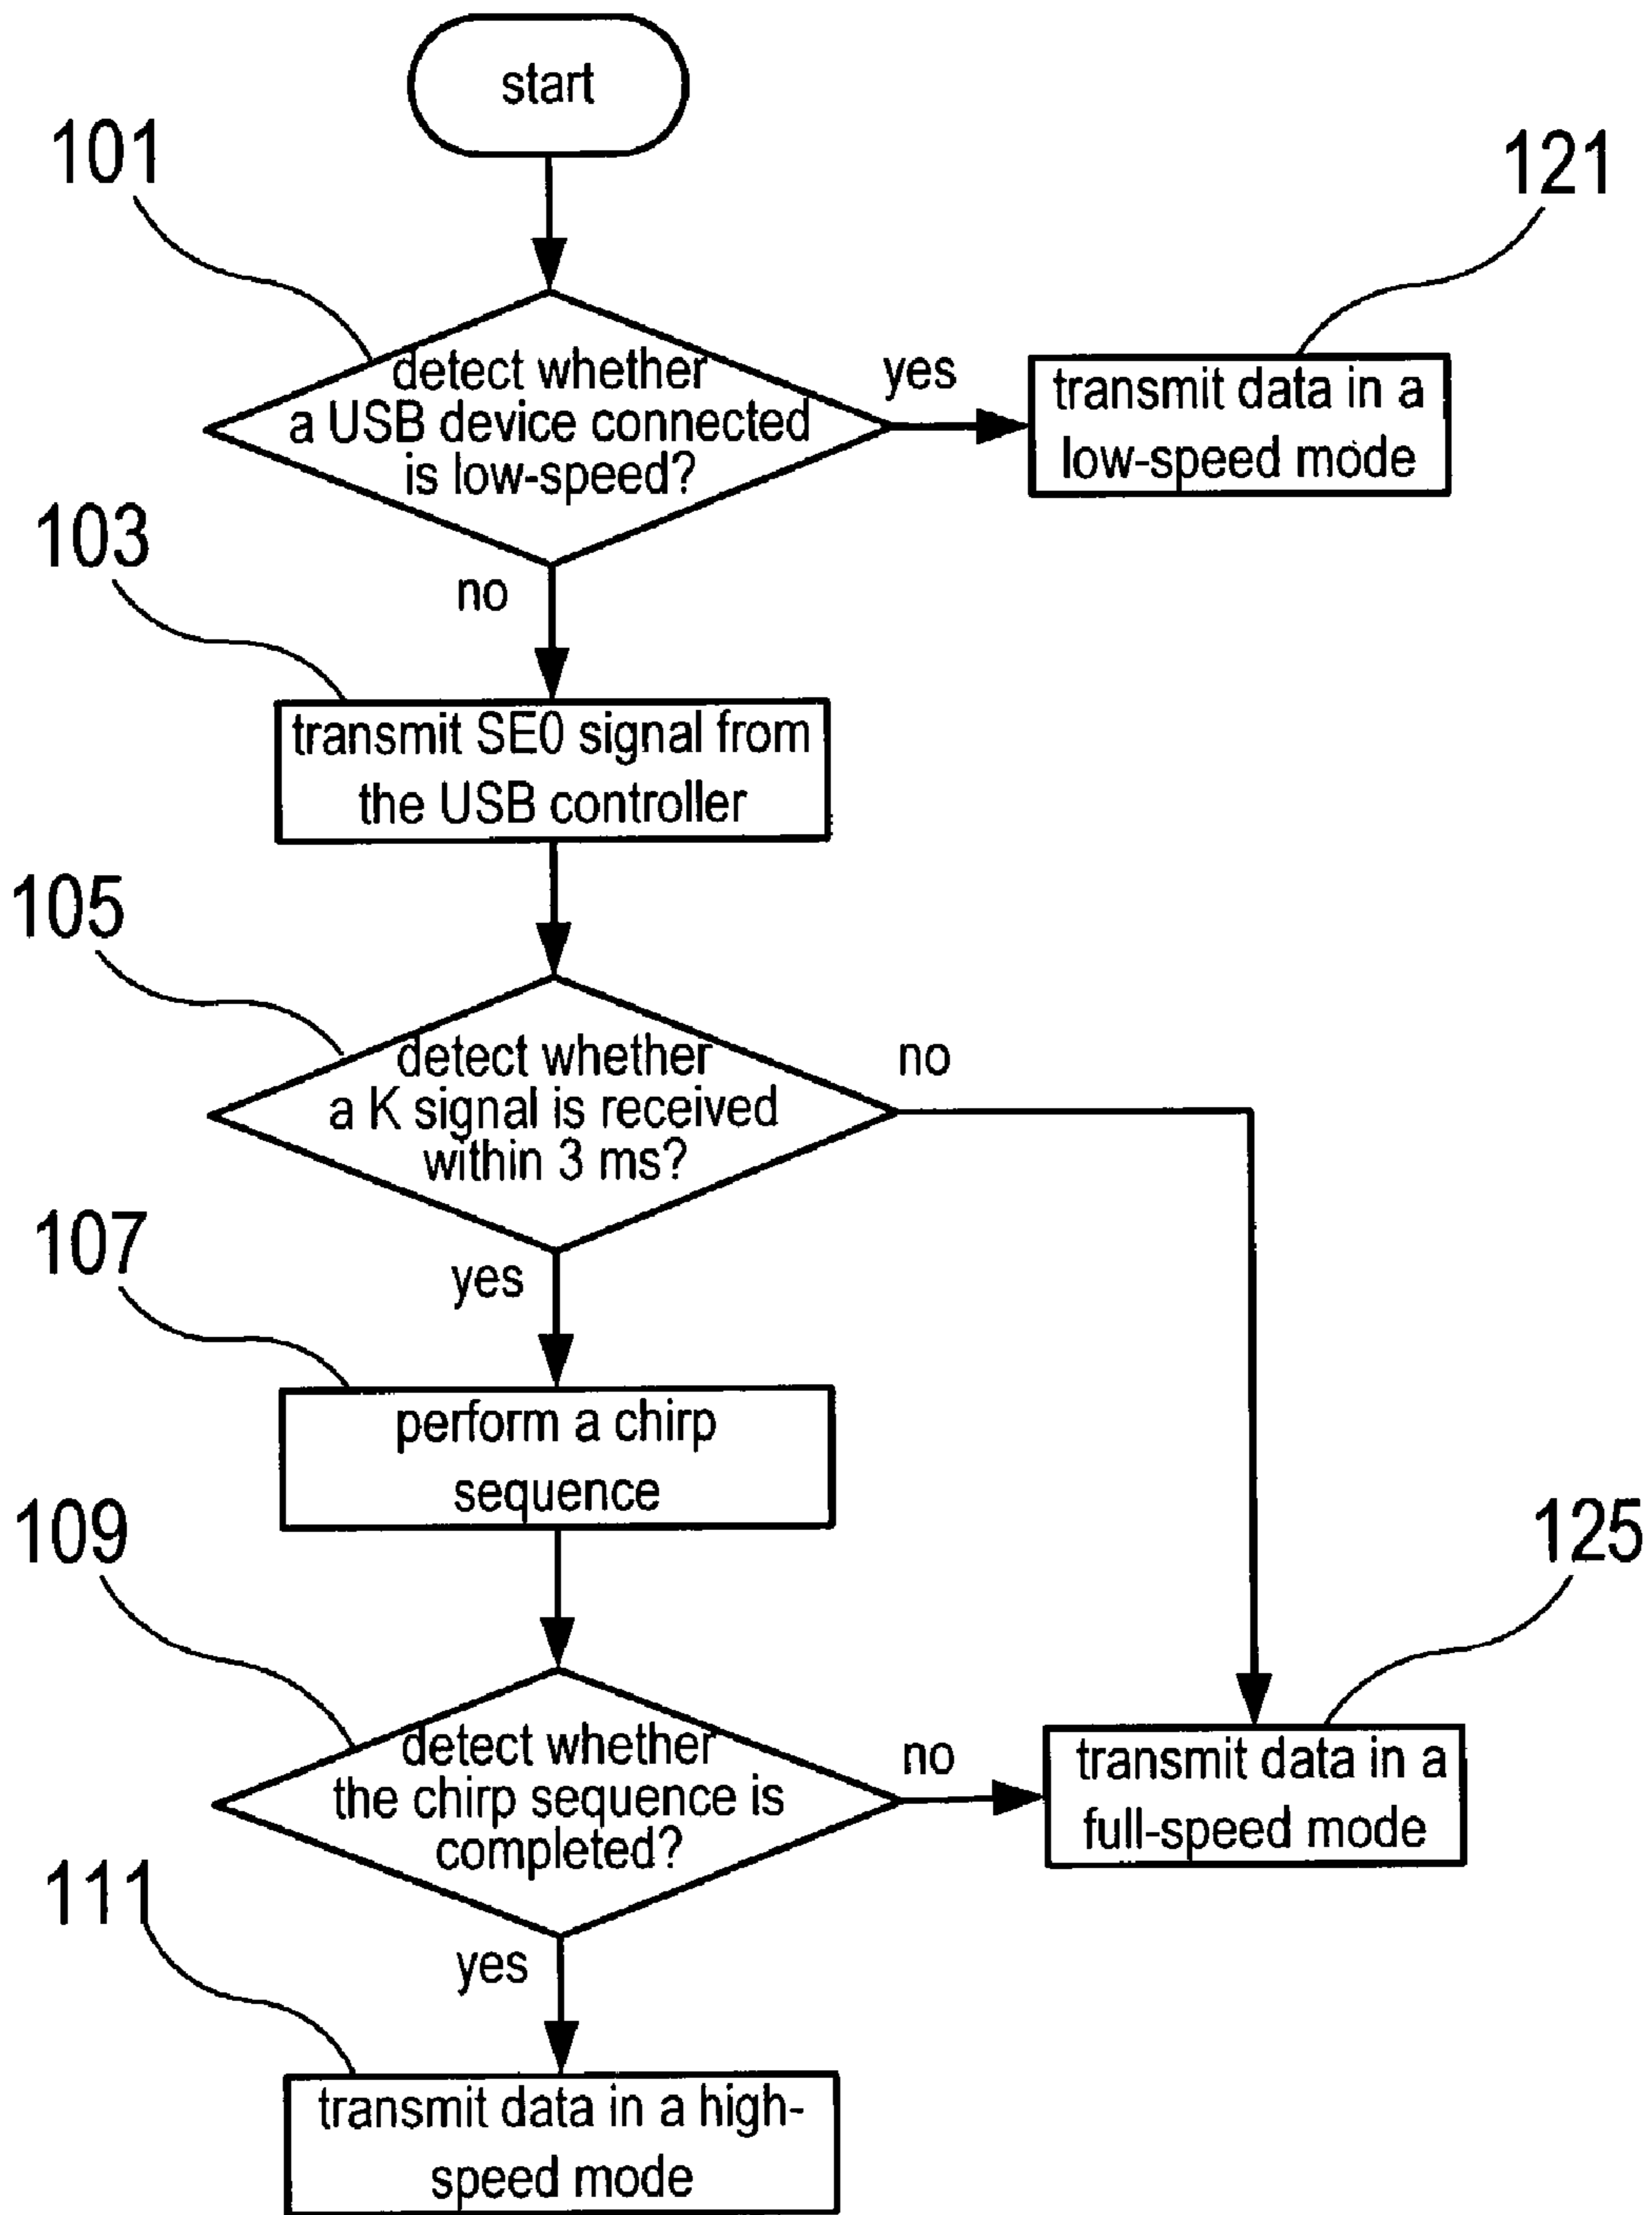 start
101
121
detect whether
a USB device connected
is low-speed?
yes
transmit data in a
low-speed mode
103
no
transmit SE0 signal from
the USB controller
105
detect whether
a K signal is received
within 3 ms?
no
107
yes
perform a chirp
sequence
109
125
detect whether
the chirp sequence is
completed?
no
transmit data in a
full-speed mode
111
yes
transmit data in a high-
speed mode